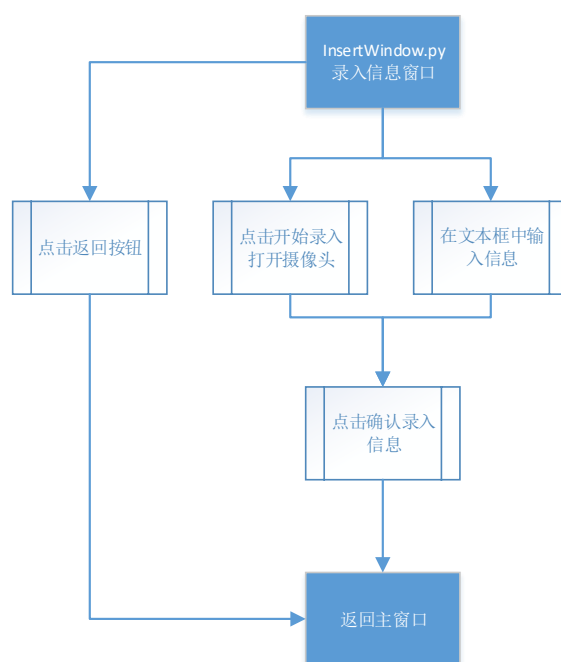 InsertWindow.py
录入信息窗口
点击返回按钮
点击开始录入
打开摄像头
在文本框中输
入信息
点击确认录入
信息
返回主窗口